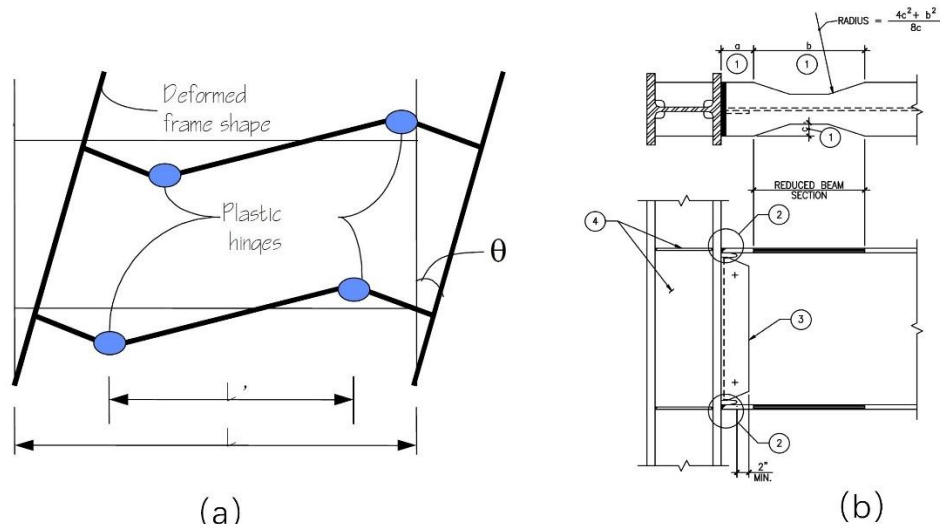 Deformed
frame shape
Plastic
hinges
θ
L'
L
(a)
RADIUS = 4c² + b² / 8c
a
b
1
1
c
1
REDUCED BEAM
SECTION
2
4
3
2
2"
MIN.
(b)